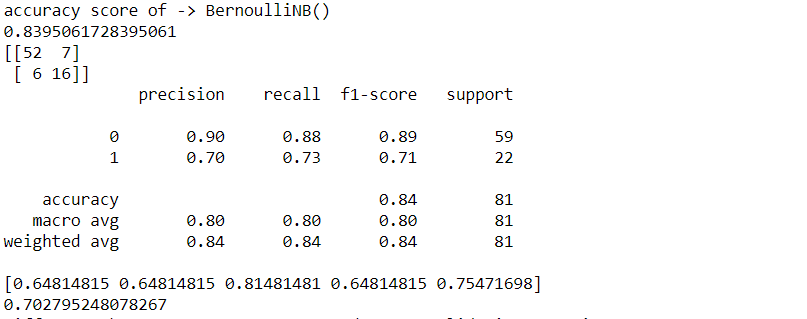 accuracy score of -> BernoulliNB()
0.8395061728395061
[[52  7]
 [ 6 16]]
              precision    recall  f1-score   support

           0       0.90      0.88      0.89        59
           1       0.70      0.73      0.71        22

    accuracy                           0.84        81
   macro avg       0.80      0.80      0.80        81
weighted avg       0.84      0.84      0.84        81

[0.64814815 0.64814815 0.81481481 0.64814815 0.75471698]
0.702795248078267